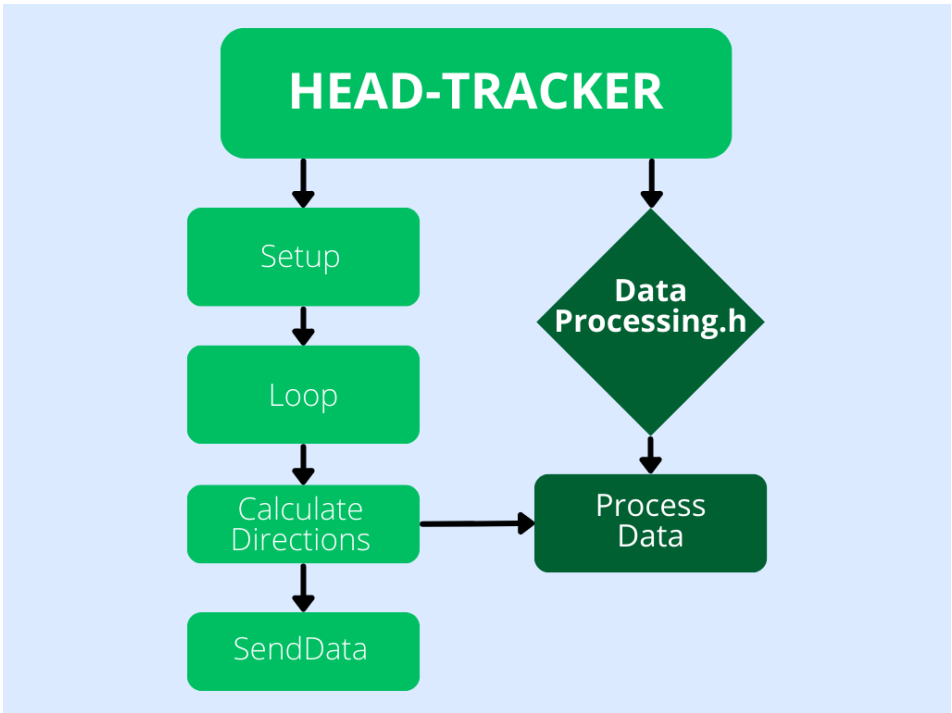 HEAD-TRACKER
Setup
Data
Processing.h
Loop
Calculate
Directions
Process
Data
SendData